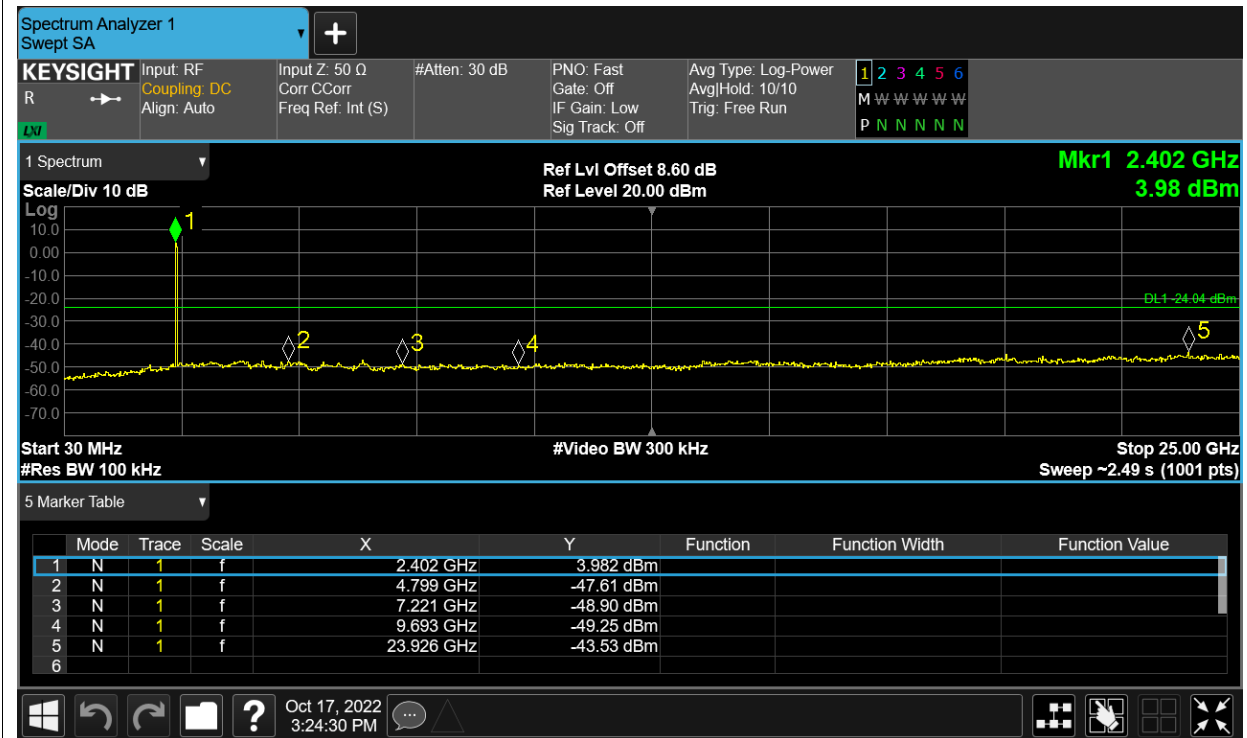 Spectrum Analyzer 1
Swept SA
+
KEYSIGHT
R
LXI
Input: RF
Coupling: DC
Align: Auto
Input Z: 50 Ω
Corr CCorr
Freq Ref: Int (S)
#Atten: 30 dB
PNO: Fast
Gate: Off
IF Gain: Low
Sig Track: Off
Avg Type: Log-Power
Avg|Hold: 10/10
Trig: Free Run
1 2 3 4 5 6
M W W W W W
P N N N N N
1 Spectrum
Scale/Div 10 dB
Ref Lvl Offset 8.60 dB
Ref Level 20.00 dBm
Mkr1 2.402 GHz
3.98 dBm
Log
10.0
0.00
-10.0
-20.0
-30.0
-40.0
-50.0
-60.0
-70.0
1
2
3
4
5
DL1 -24.04 dBm
Start 30 MHz
#Res BW 100 kHz
#Video BW 300 kHz
Stop 25.00 GHz
Sweep ~2.49 s (1001 pts)
5 Marker Table
Mode Trace Scale X Y Function Function Width Function Value
1 N 1 f 2.402 GHz 3.982 dBm
2 N 1 f 4.799 GHz -47.61 dBm
3 N 1 f 7.221 GHz -48.90 dBm
4 N 1 f 9.693 GHz -49.25 dBm
5 N 1 f 23.926 GHz -43.53 dBm
6
?
Oct 17, 2022
3:24:30 PM